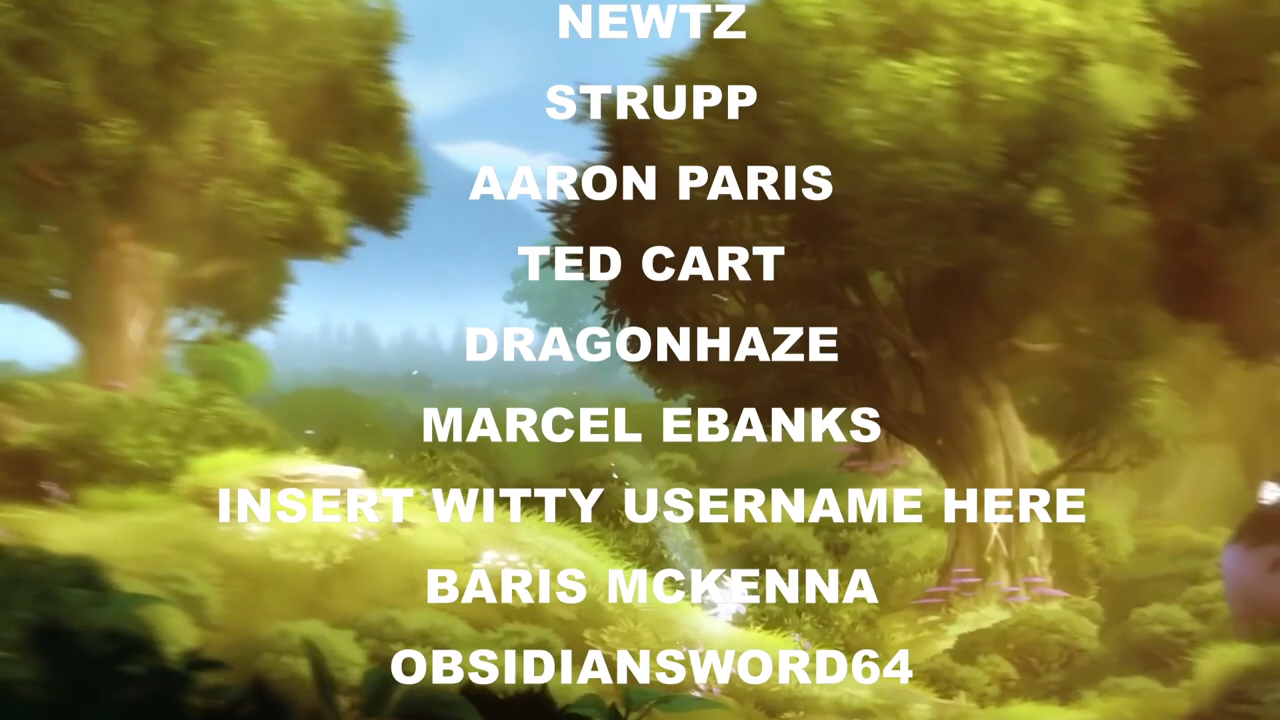 NEWTZ
STRUPP
AARON PARIS
TED CART
DRAGONHAZE
MARCEL EBANKS
INSERT WITTY USERNAME HERE
BARIS MCKENNA
OBSIDIANSWORD64